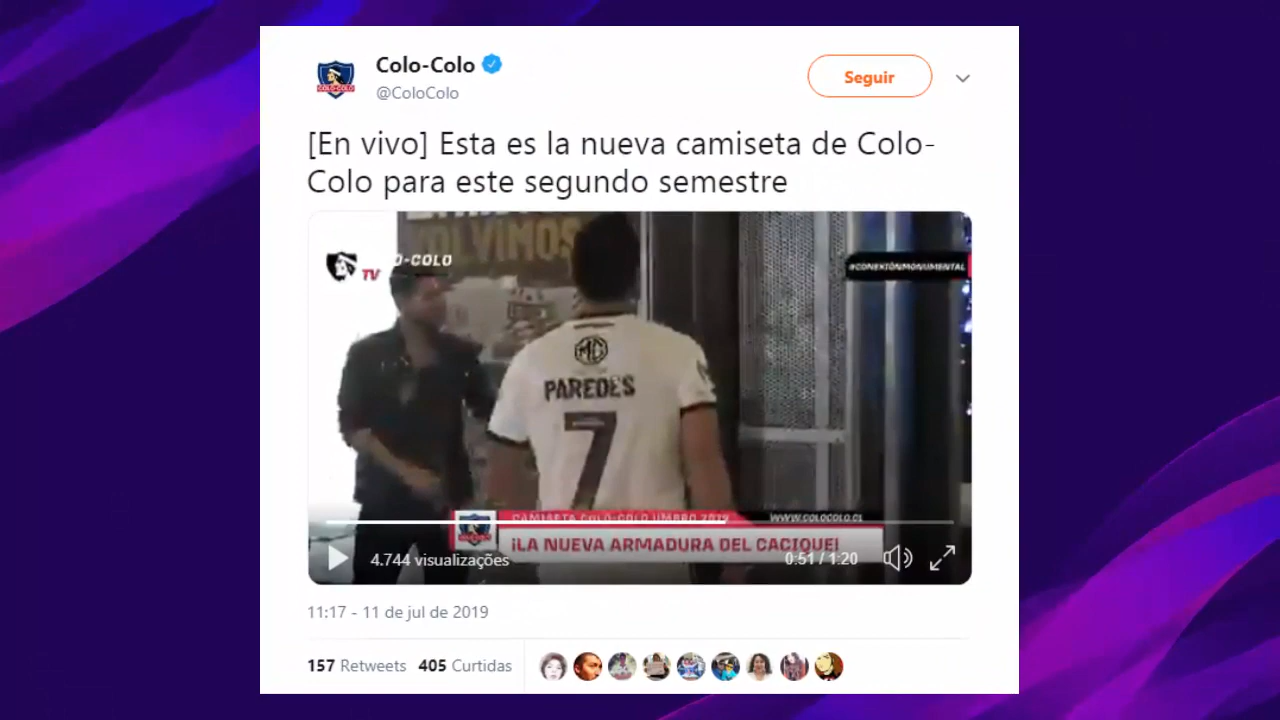 Colo-Colo
@ColoColo
Seguir
[En vivo] Esta es la nueva camiseta de Colo-
Colo para este segundo semestre
VOLVIMOS
O-COLO
TV
#CONEXIÓNMONUMENTAL
MG
PAREDES
7
CAMISETA COLO-COLO UMBRO 2019
WWW.COLOCOLO.CL
¡LA NUEVA ARMADURA DEL CACIQUE!
4.744 visualizações
0:51 / 1:20
11:17 - 11 de jul de 2019
157 Retweets 405 Curtidas